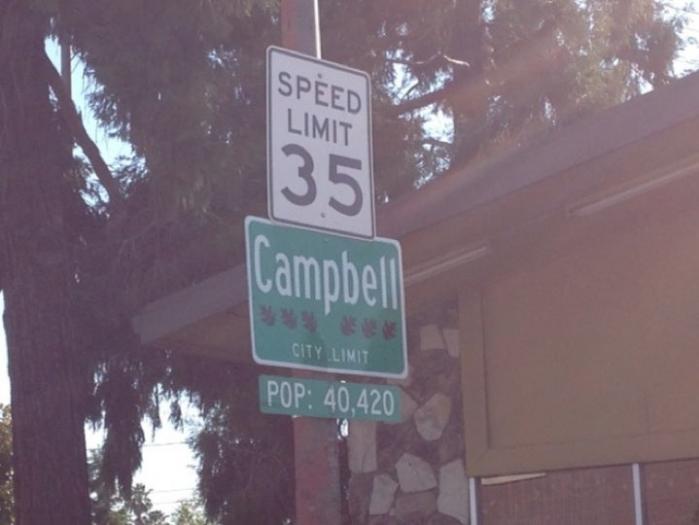 SPEED
LIMIT
35
Campbell
CITY LIMIT
POP: 40,420